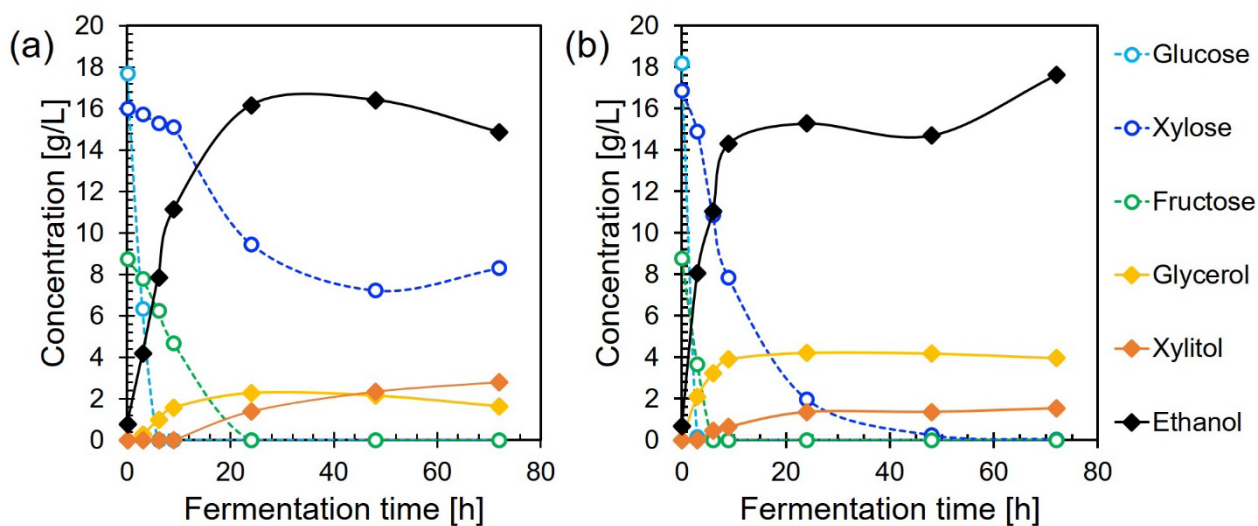 (a)
Concentration [g/L]
20
18
16
14
12
10
8
6
4
2
0
0 20 40 60 80
Fermentation time [h]
(b)
Concentration [g/L]
20
18
16
14
12
10
8
6
4
2
0
0 20 40 60 80
Fermentation time [h]
Glucose
Xylose
Fructose
Glycerol
Xylitol
Ethanol